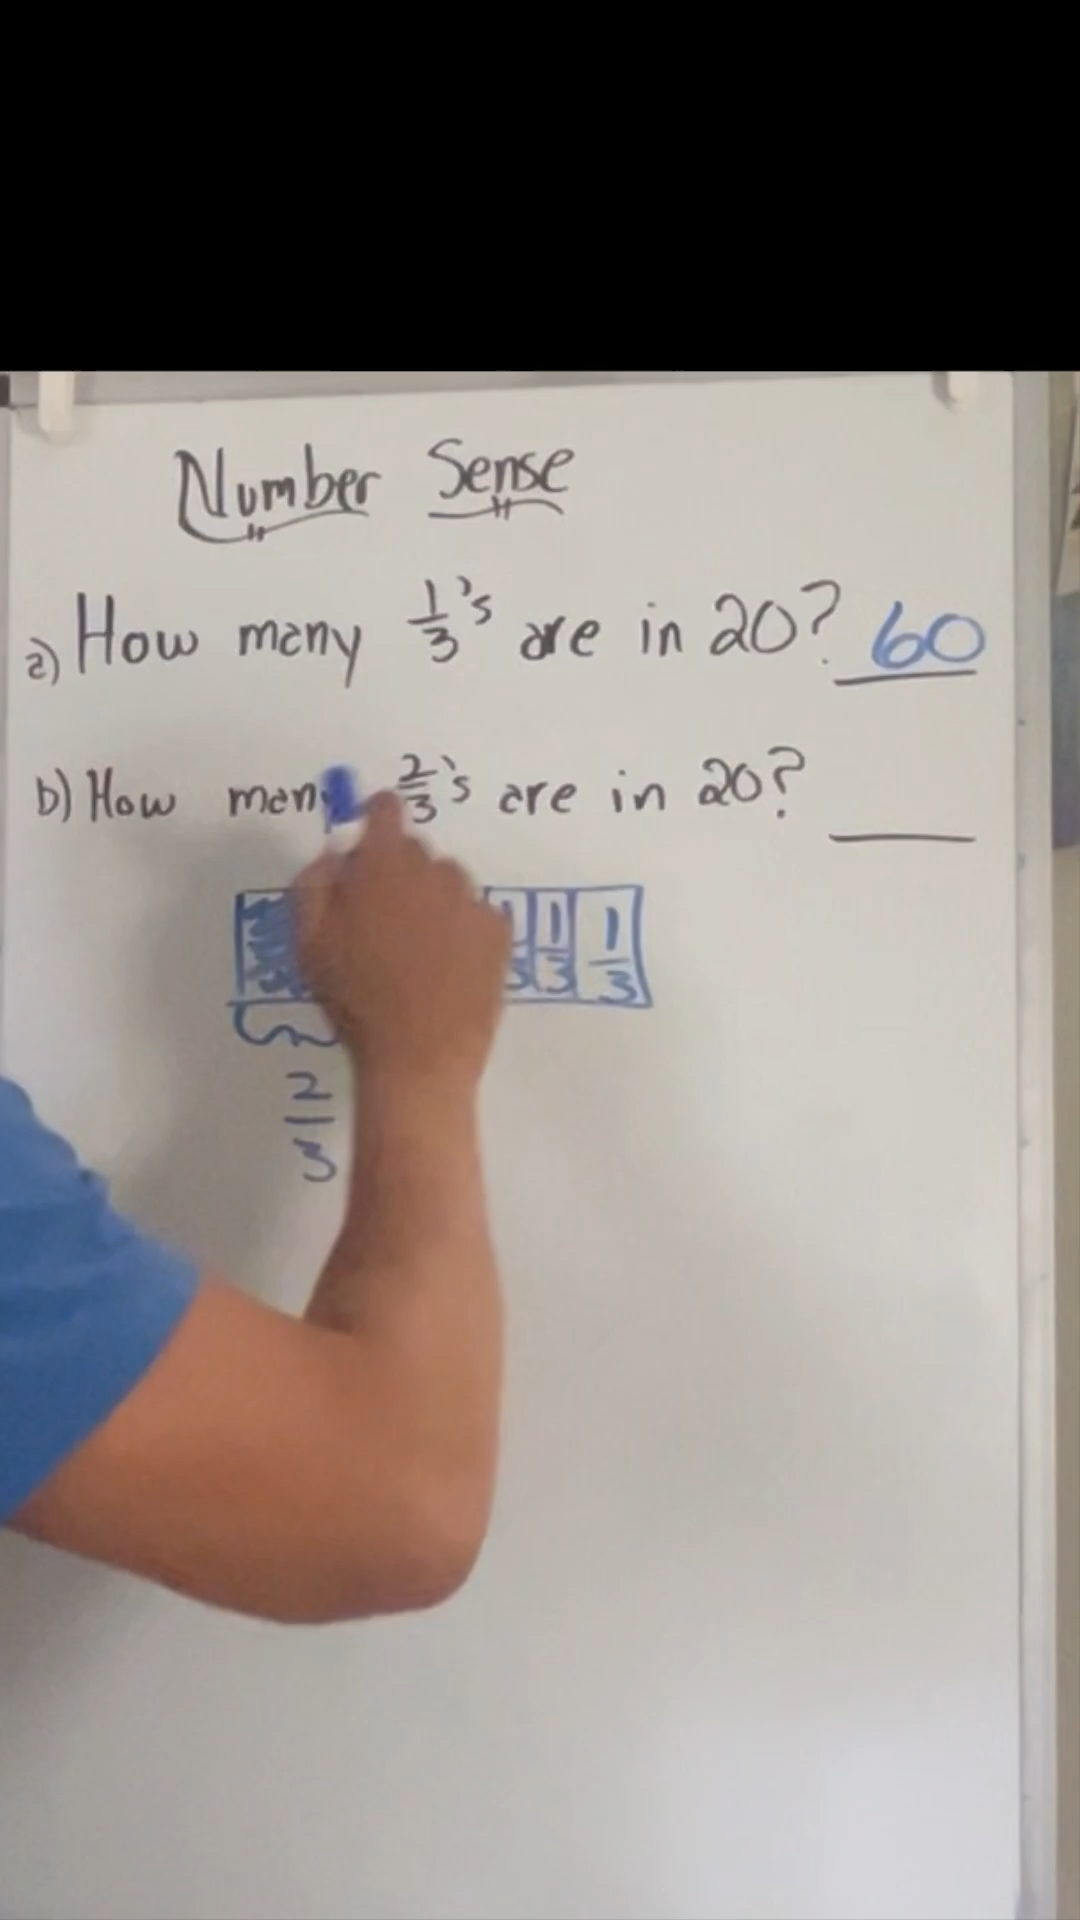 Number Sense
a) How many 1/3's are in 20? 60
b) How many 2/3's are in 20?
1/3 1/3 1/3
2/3